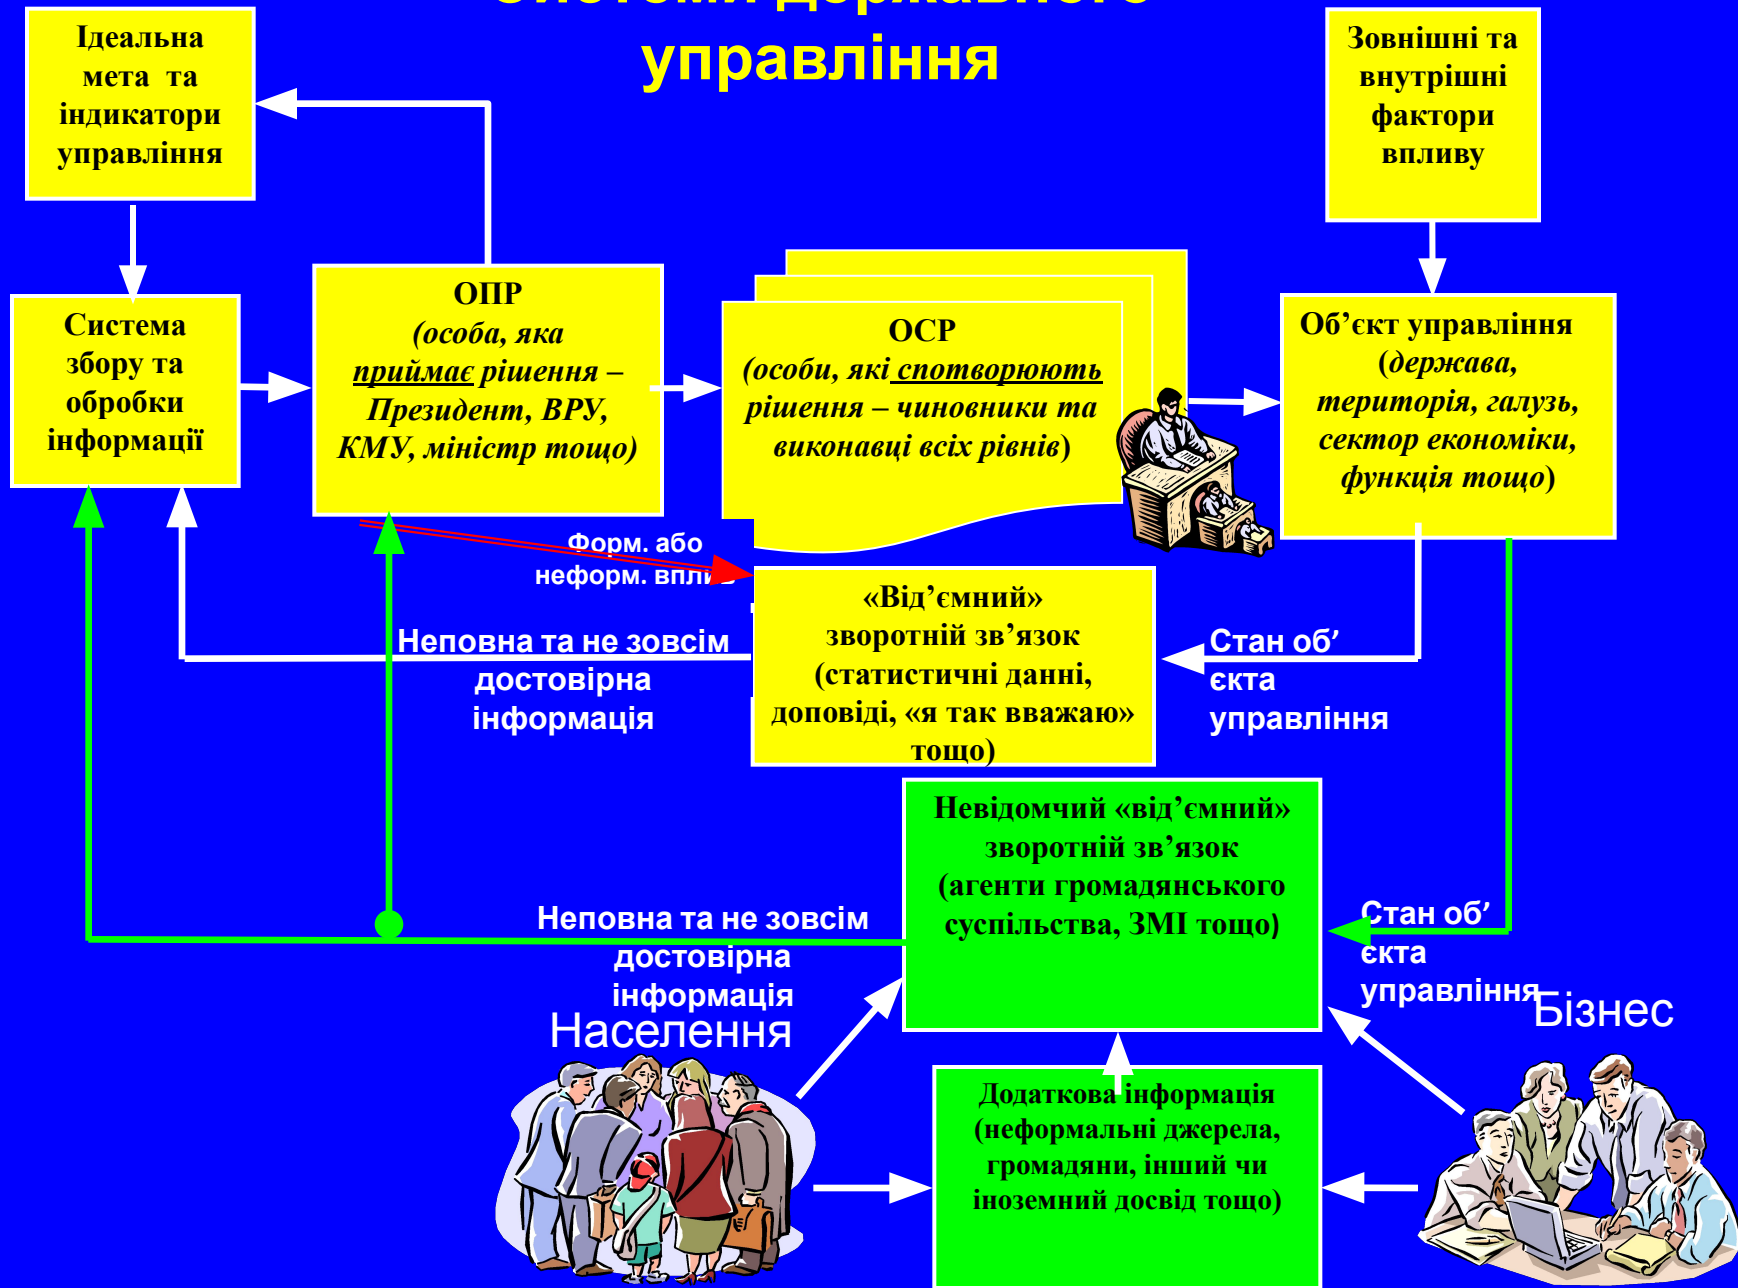 Системи державного
управління
Ідеальна
мета та
індикатори
управління
Зовнішні та
внутрішні
фактори
впливу
Система
збору та
обробки
інформації
ОПР
(особа, яка
приймає рішення –
Президент, ВРУ,
КМУ, міністр тощо)
ОСР
(особи, які спотворюють
рішення – чиновники та
виконавці всіх рівнів)
Об’єкт управління
(держава,
територія, галузь,
сектор економіки,
функція тощо)
Форм. або
неформ. вплив
«Від’ємний»
зворотній зв’язок
(статистичні данні,
доповіді, «я так вважаю»
тощо)
Неповна та не зовсім
достовірна
інформація
Стан об’
єкта
управління
Невідомчий «від’ємний»
зворотній зв’язок
(агенти громадянського
суспільства, ЗМІ тощо)
Неповна та не зовсім
достовірна
інформація
Стан об’
єкта
управління
Населення
Бізнес
Додаткова інформація
(неформальні джерела,
громадяни, інший чи
іноземний досвід тощо)